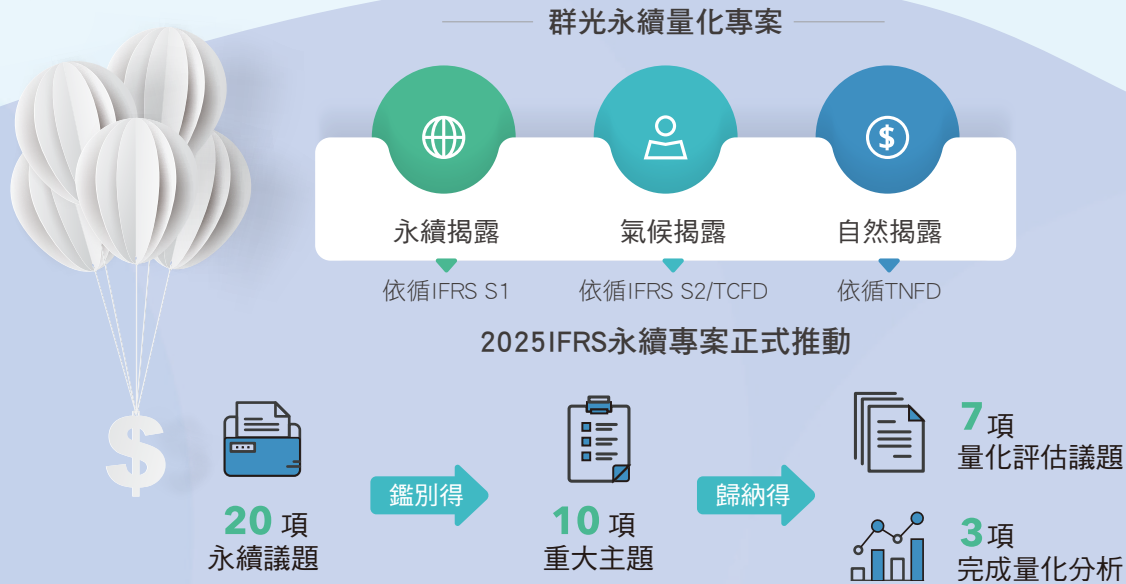 群光永續量化專案
$
永續揭露
氣候揭露
自然揭露
依循IFRS S1
依循IFRS S2/TCFD
依循TNFD
2025IFRS永續專案正式推動
$
20 項
永續議題
鑑別得
10 項
重大主題
歸納得
7項
量化評估議題
3項
完成量化分析